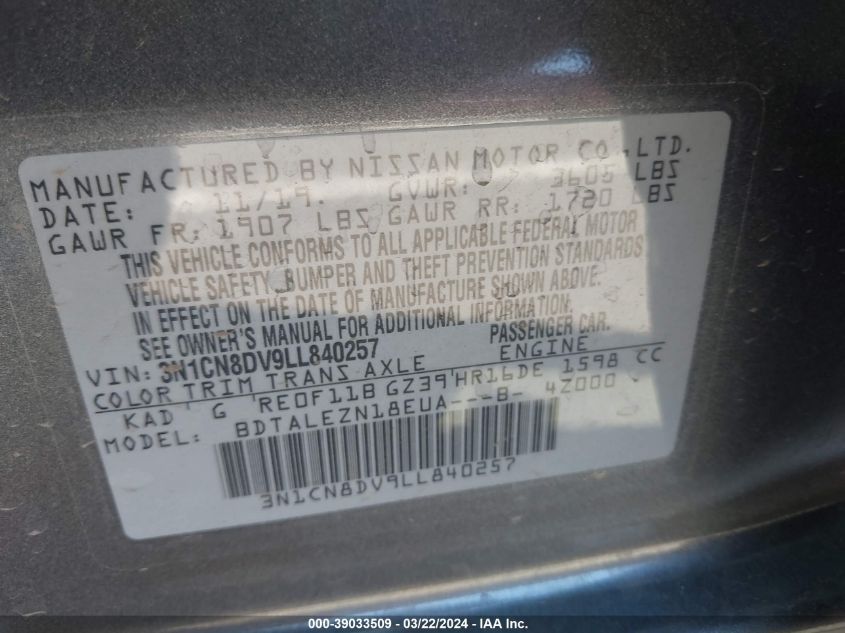 MANUFACTURED BY NISSAN MOTOR CO.,LTD.
DATE: 11/19. GVWR: 3605 LBS
GAWR FR: 1907 LBS GAWR RR: 1720 LBS
THIS VEHICLE CONFORMS TO ALL APPLICABLE FEDERAL MOTOR
VEHICLE SAFETY, BUMPER AND THEFT PREVENTION STANDARDS
IN EFFECT ON THE DATE OF MANUFACTURE SHOWN ABOVE.
SEE OWNER'S MANUAL FOR ADDITIONAL INFORMATION.
VIN: 3N1CN8DV9LL840257 PASSENGER CAR.
COLOR TRIM TRANS AXLE ENGINE
KAD G RE0F11B GZ39 HR16DE 1598 CC
MODEL: BDTALEZN18EUA---B- 4Z000
3N1CN8DV9LL840257
000-39033509 - 03/22/2024 - IAA Inc.